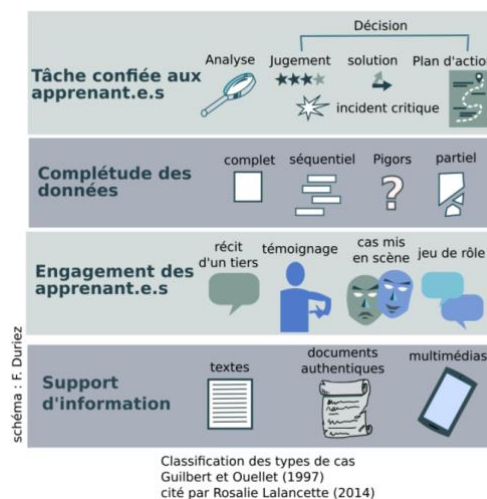 Décision
Analyse
Jugement
solution
Plan d'action
Tâche confiée aux
apprenant.e.s
incident critique
complet
séquentiel
Pigors
partiel
Complétude des
données
?
récit
d'un tiers
témoignage
cas mis
en scène
jeu de rôle
Engagement des
apprenant.e.s
textes
documents
authentiques
multimédias
Support
d'information
schéma : F. Duriez
Classification des types de cas
Guilbert et Ouellet (1997)
cité par Rosalie Lalancette (2014)